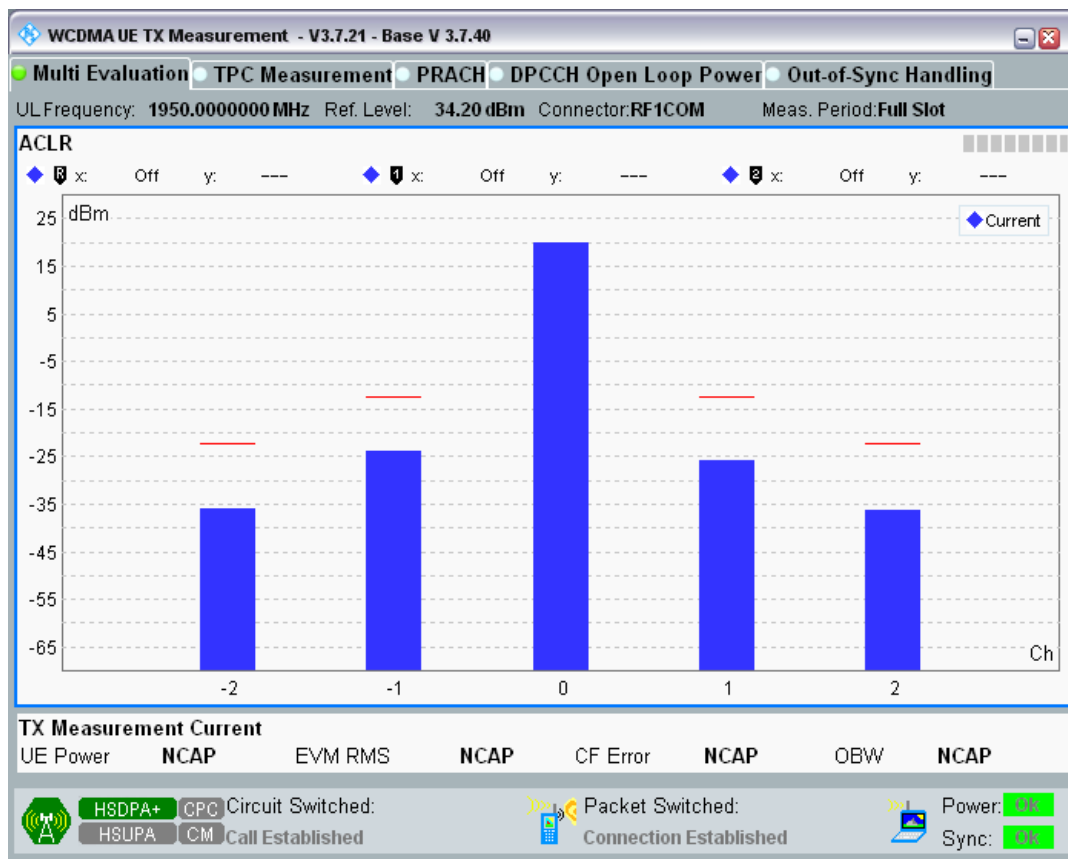 WCDMA UE TX Measurement - V3.7.21 - Base V 3.7.40
Multi Evaluation TPC Measurement PRACH DPCCH Open Loop Power Out-of-Sync Handling
UL Frequency: 1950.0000000 MHz Ref. Level: 34.20 dBm Connector:RF1COM Meas. Period:Full Slot
ACLR
R x: Off y: --- 1 x: Off y: --- 2 x: Off y: ---
25 dBm
Current
15
5
-5
-15
-25
-35
-45
-55
-65
Ch
-2 -1 0 1 2
TX Measurement Current
UE Power NCAP EVM RMS NCAP CF Error NCAP OBW NCAP
HSDPA+ CPC Circuit Switched: Packet Switched: Power: OK
HSUPA CM Call Established Connection Established Sync: OK